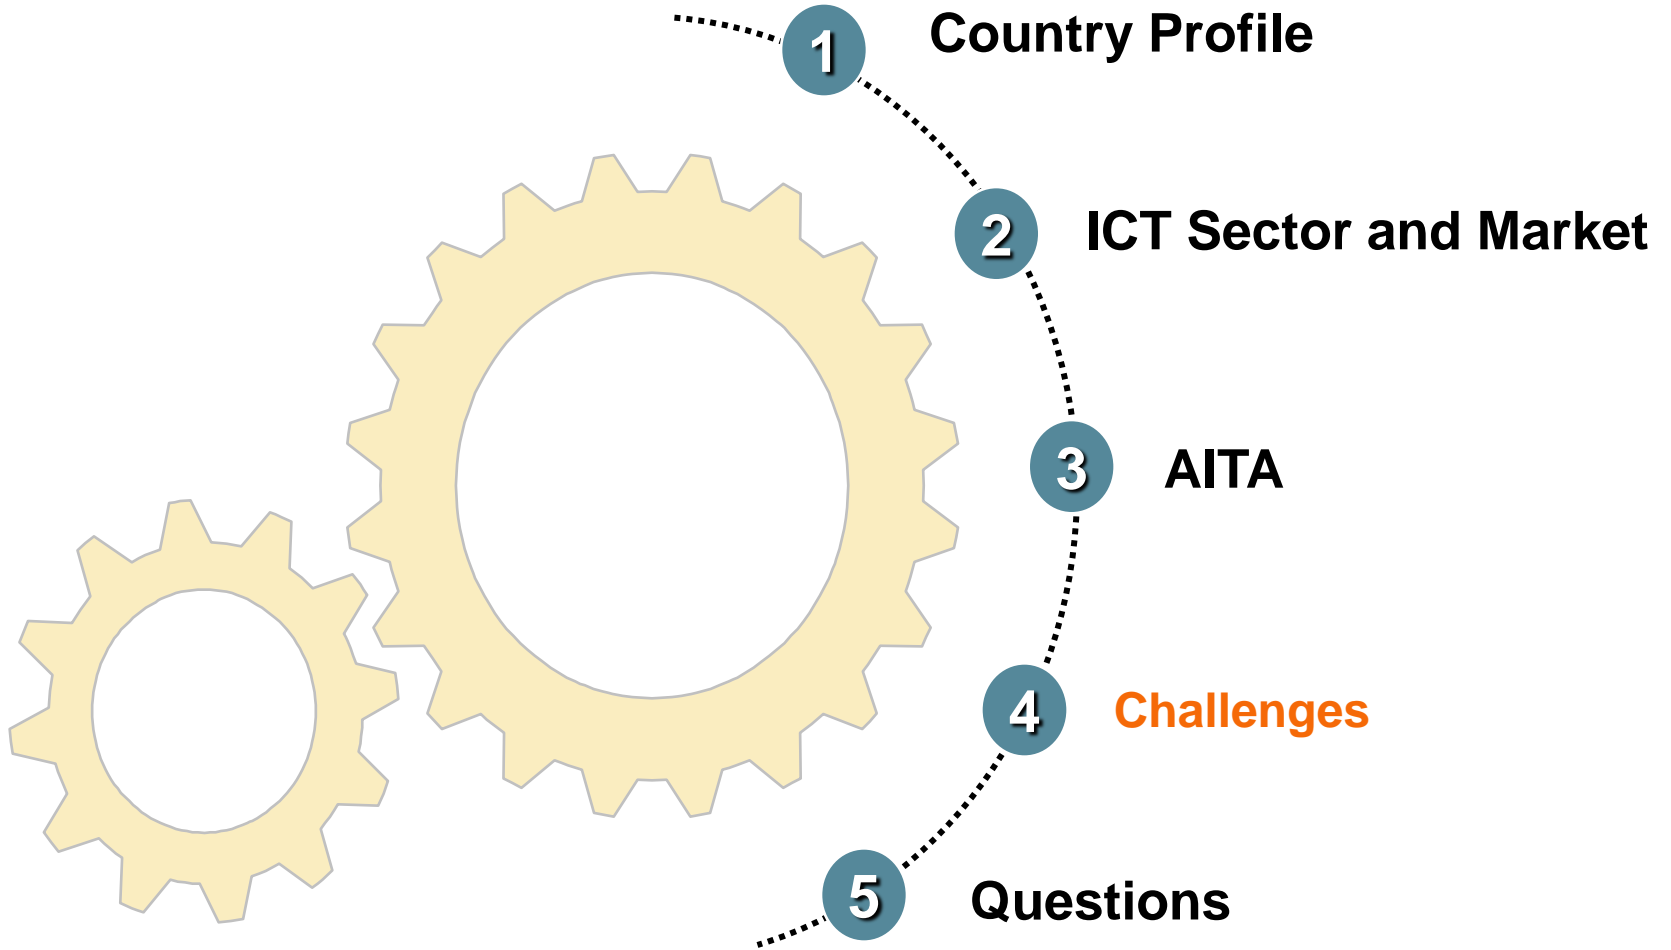 1 Country Profile
2 ICT Sector and Market
3 AITA
4 Challenges
5 Questions